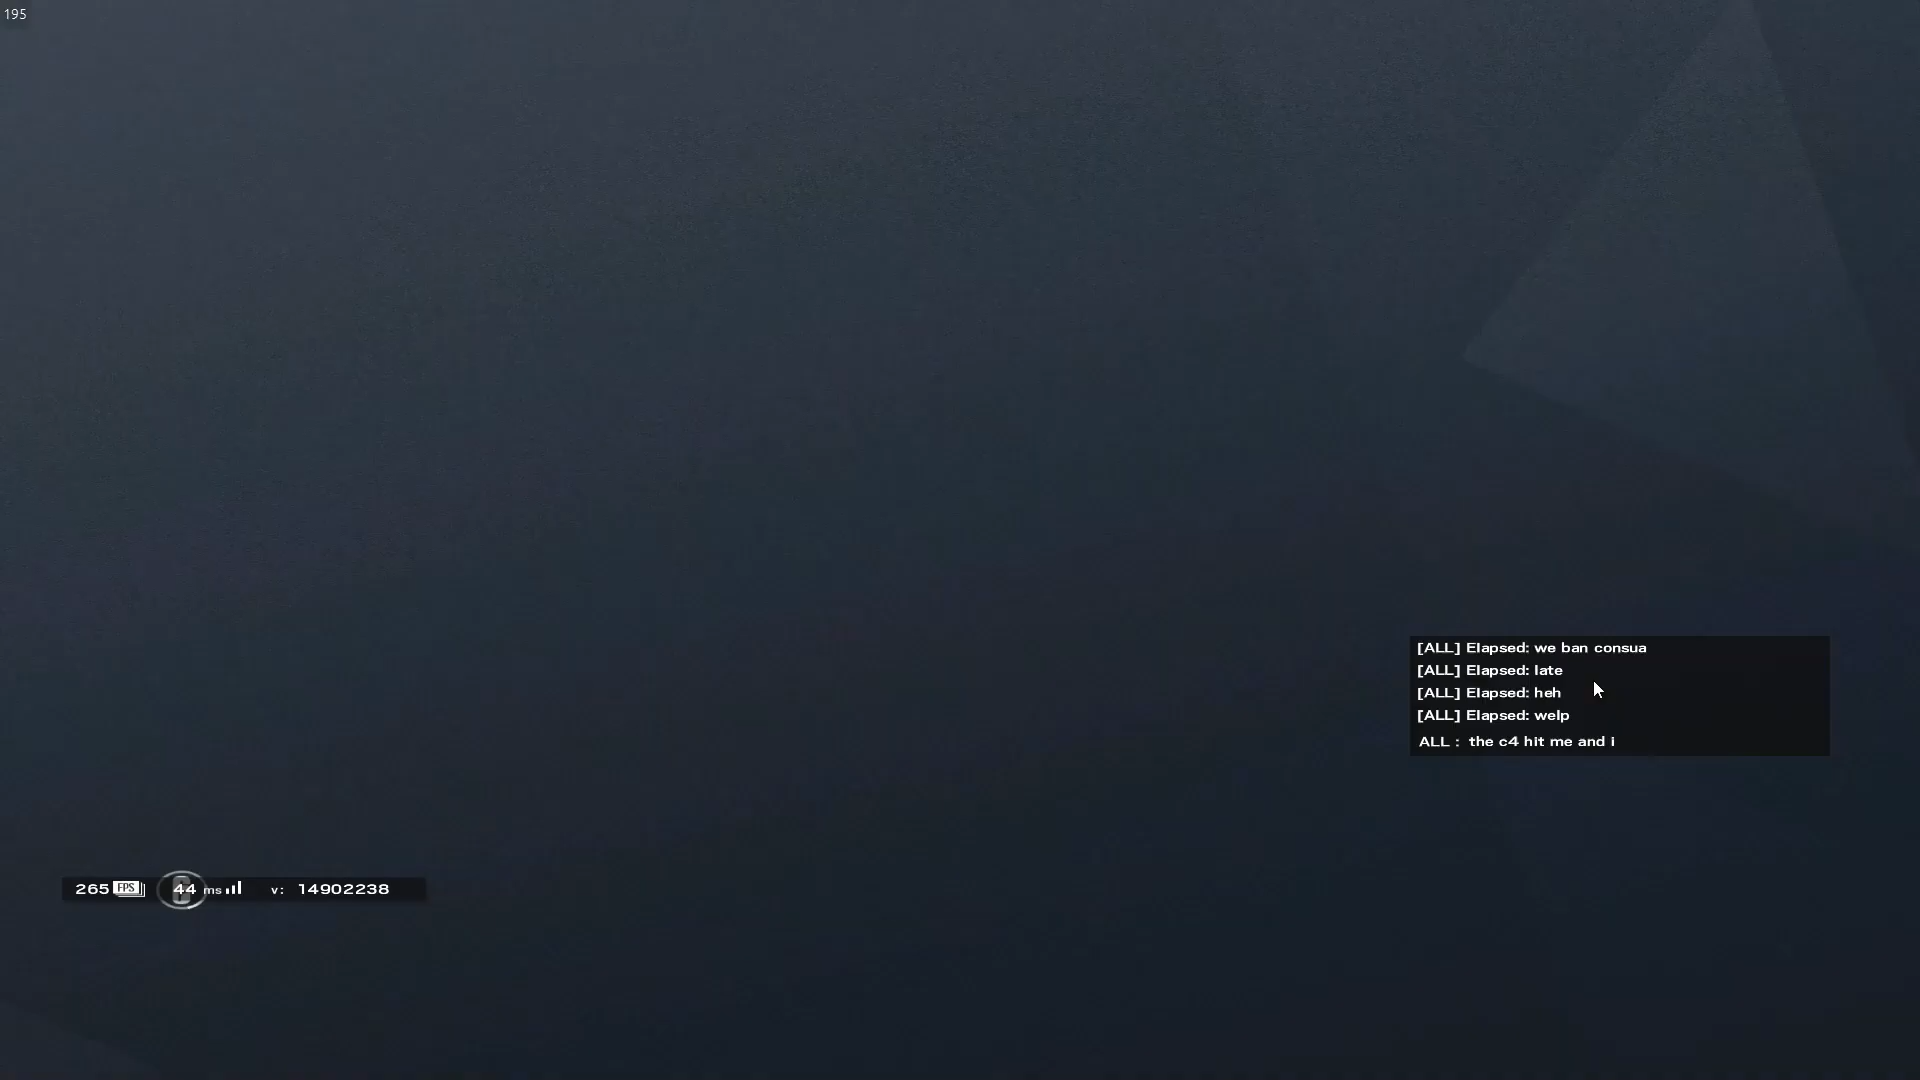 195
[ALL] Elapsed: we ban consua
[ALL] Elapsed: late
[ALL] Elapsed: heh
[ALL] Elapsed: welp
ALL : the c4 hit me and i
265 FPS 44 ms v: 14902238